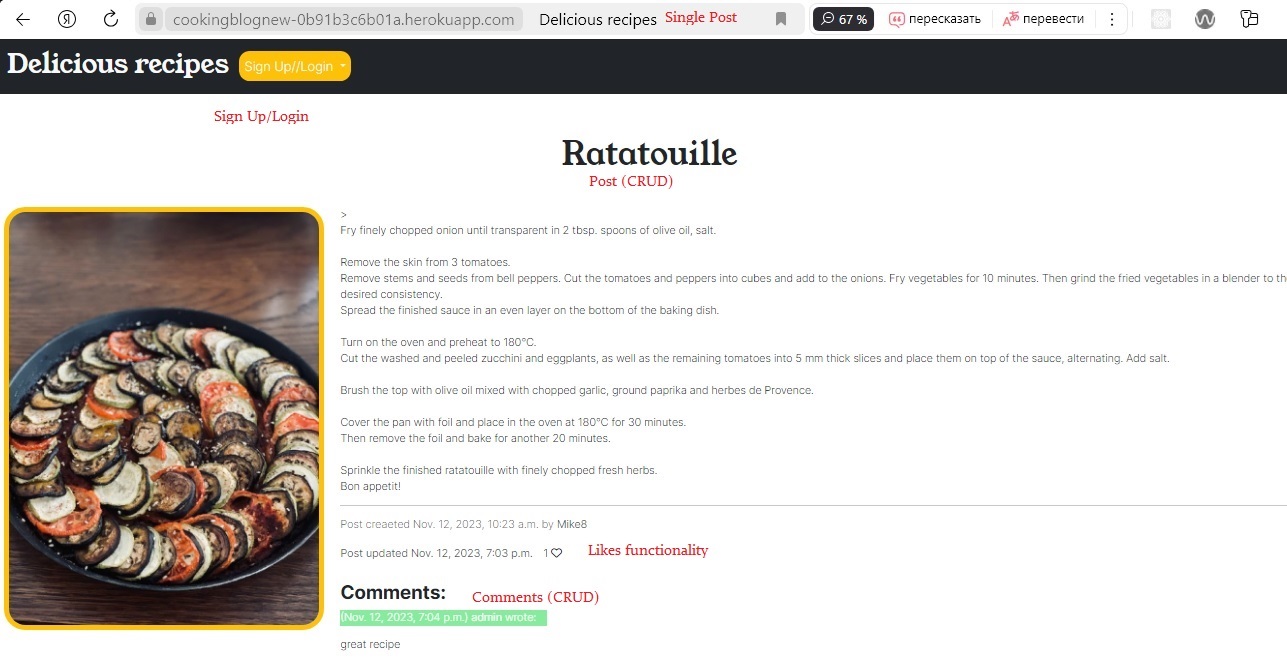 cookingblognew-0b91b3c6b01a.herokuapp.com Delicious recipes Single Post 67 % пересказать перевести
Delicious recipes Sign Up//Login
Sign Up/Login
Ratatouille
Post (CRUD)
>
Fry finely chopped onion until transparent in 2 tbsp. spoons of olive oil, salt.
Remove the skin from 3 tomatoes.
Remove stems and seeds from bell peppers. Cut the tomatoes and peppers into cubes and add to the onions. Fry vegetables for 10 minutes. Then grind the fried vegetables in a blender to th
desired consistency.
Spread the finished sauce in an even layer on the bottom of the baking dish.
Turn on the oven and preheat to 180°C.
Cut the washed and peeled zucchini and eggplants, as well as the remaining tomatoes into 5 mm thick slices and place them on top of the sauce, alternating. Add salt.
Brush the top with olive oil mixed with chopped garlic, ground paprika and herbes de Provence.
Cover the pan with foil and place in the oven at 180°C for 30 minutes.
Then remove the foil and bake for another 20 minutes.
Sprinkle the finished ratatouille with finely chopped fresh herbs.
Bon appetit!
Post creaeted Nov. 12, 2023, 10:23 a.m. by Mike8
Post updated Nov. 12, 2023, 7:03 p.m. 1 Likes functionality
Comments: Comments (CRUD)
(Nov. 12, 2023, 7:04 p.m.) admin wrote:
great recipe